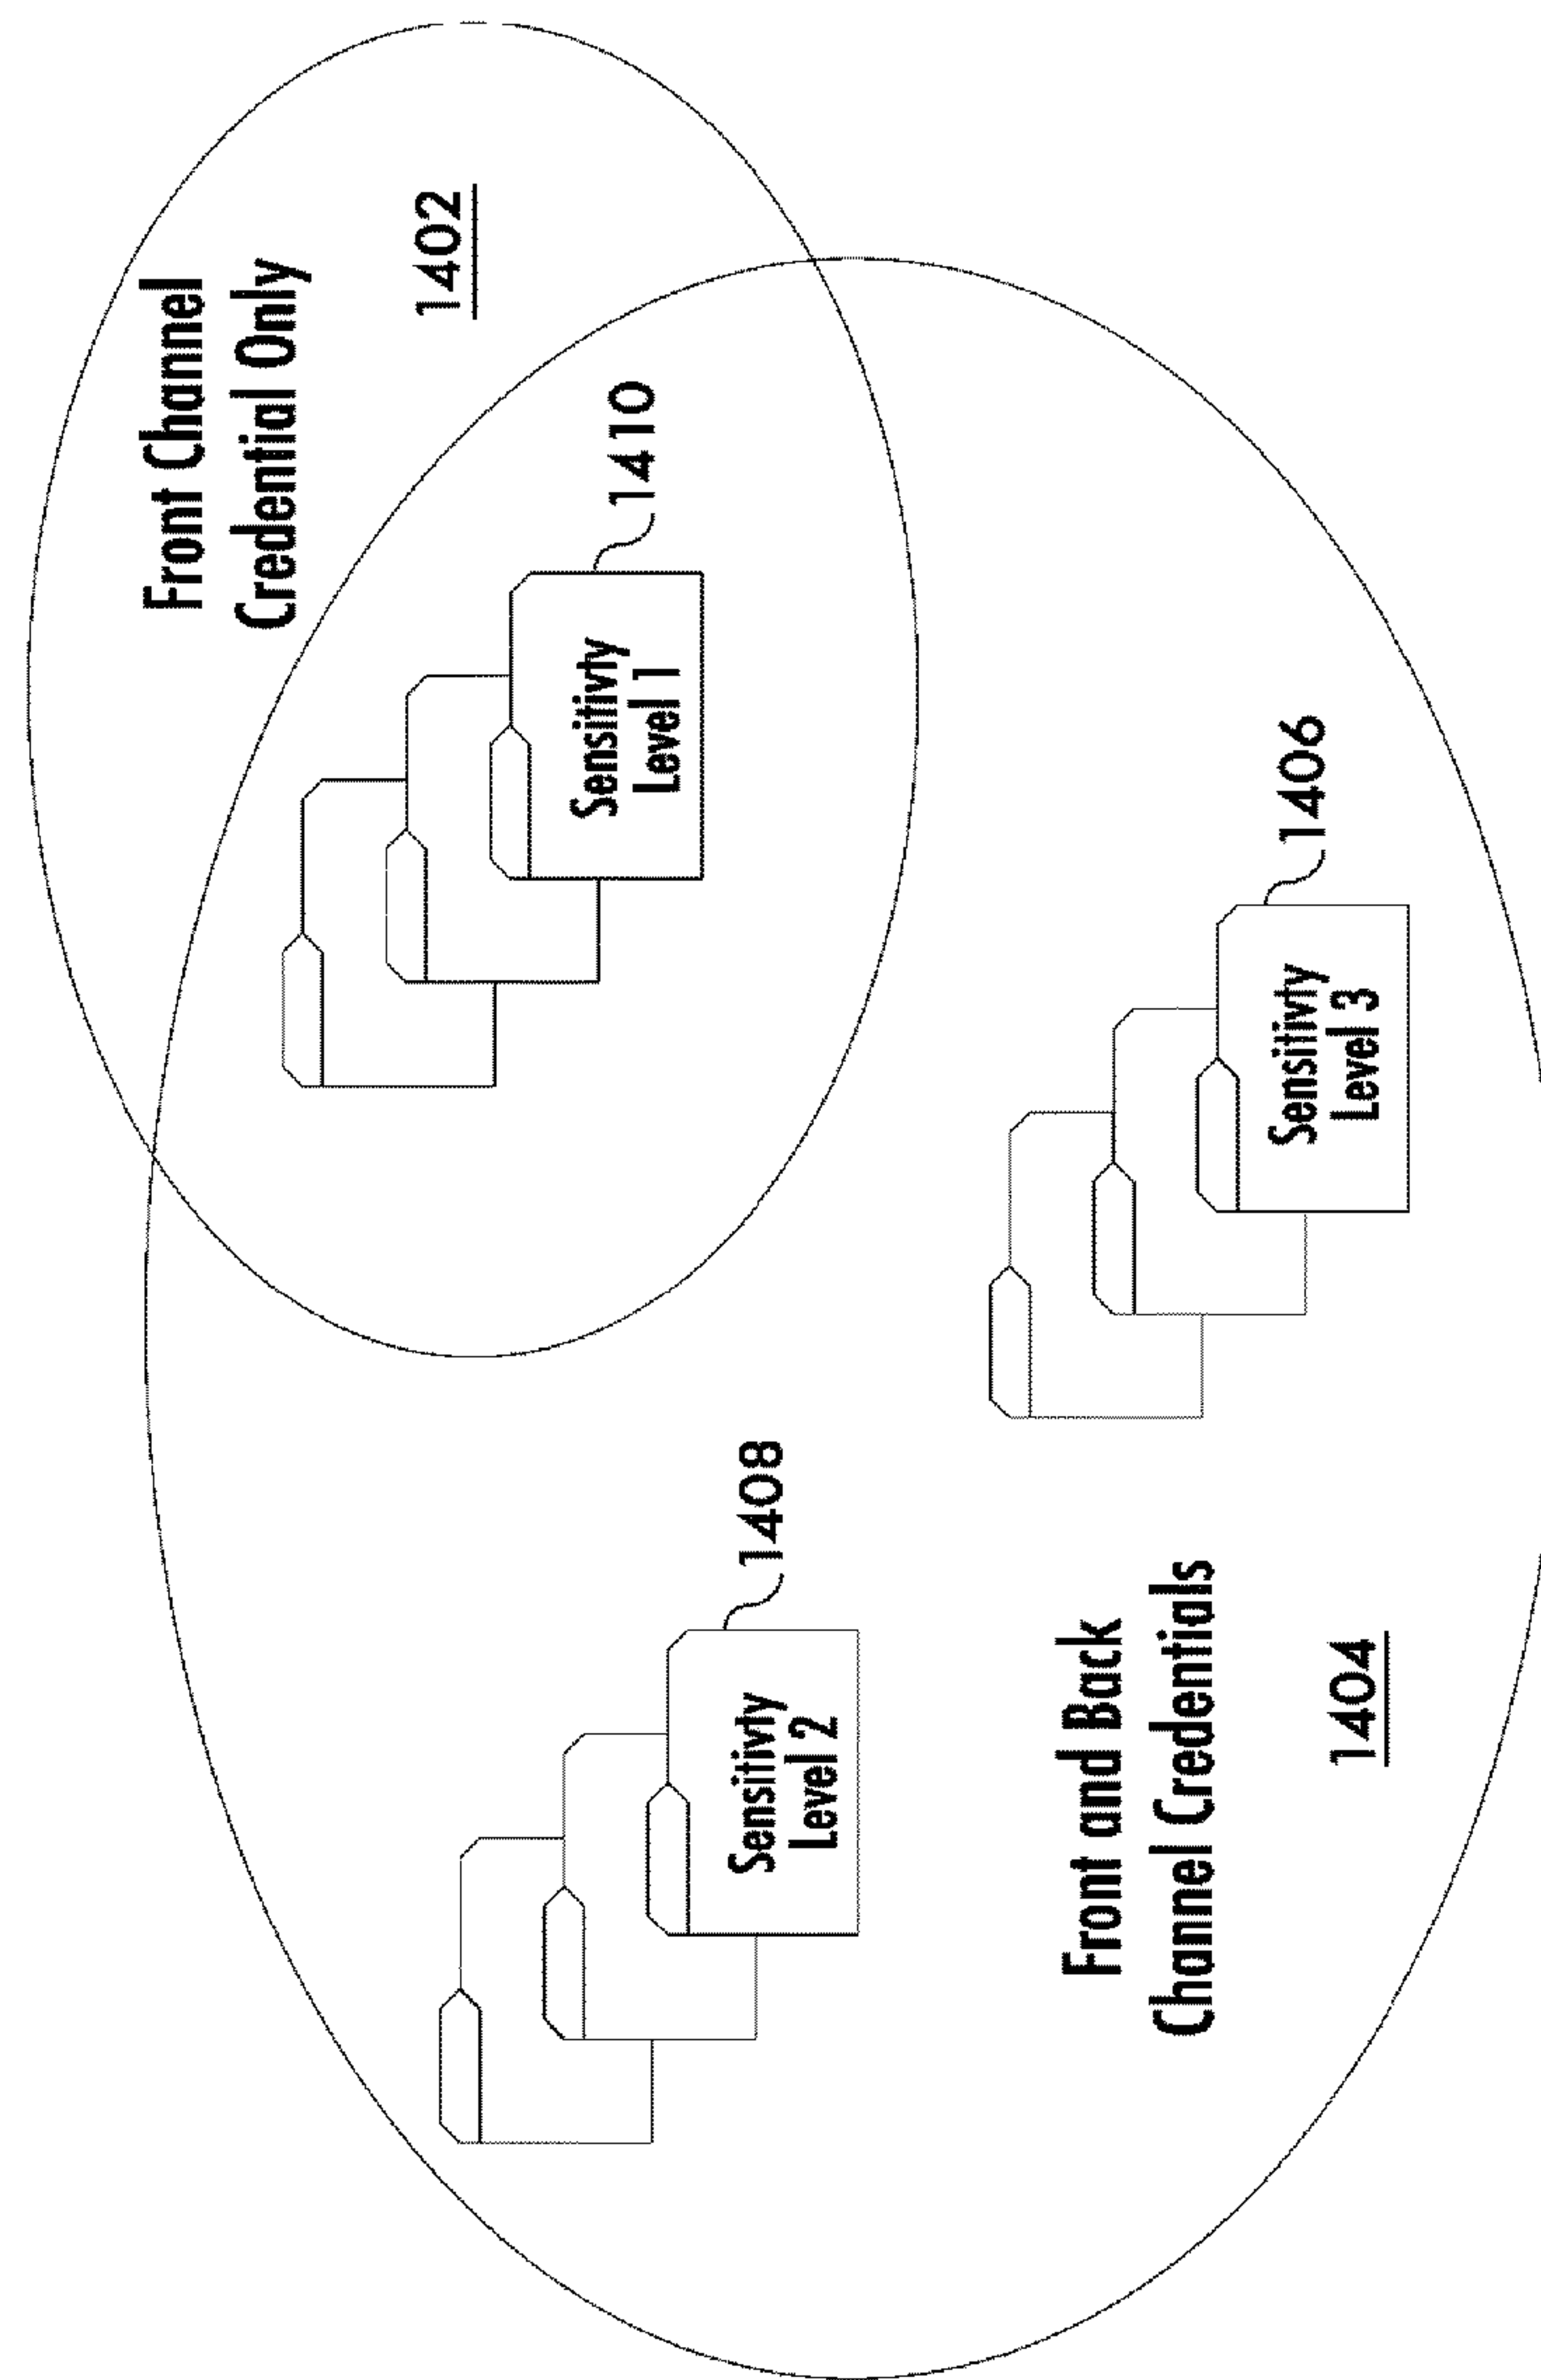 Front Channel
Credential Only
1402
Sensitivty
Level 1
1410
Sensitivty
Level 2
1408
Front and Back
Channel Credentials
1404
Sensitivty
Level 3
1406